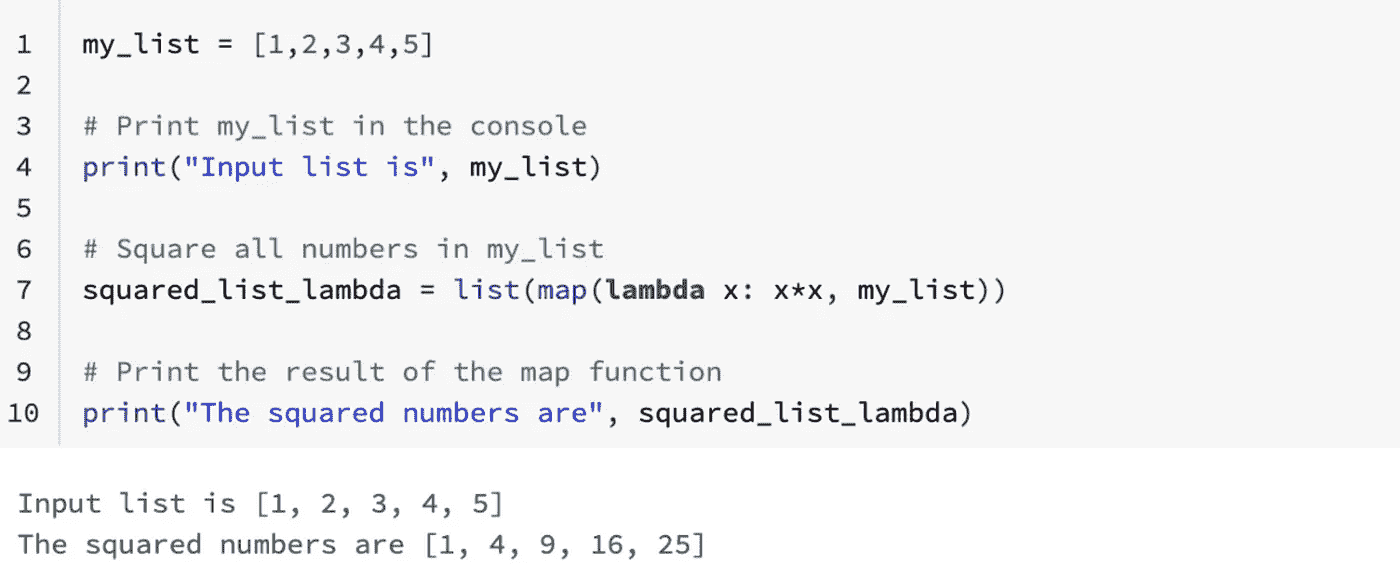 1 my_list = [1,2,3,4,5]
2
3 # Print my_list in the console
4 print("Input list is", my_list)
5
6 # Square all numbers in my_list
7 squared_list_lambda = list(map(lambda x: x*x, my_list))
8
9 # Print the result of the map function
10 print("The squared numbers are", squared_list_lambda)
Input list is [1, 2, 3, 4, 5]
The squared numbers are [1, 4, 9, 16, 25]